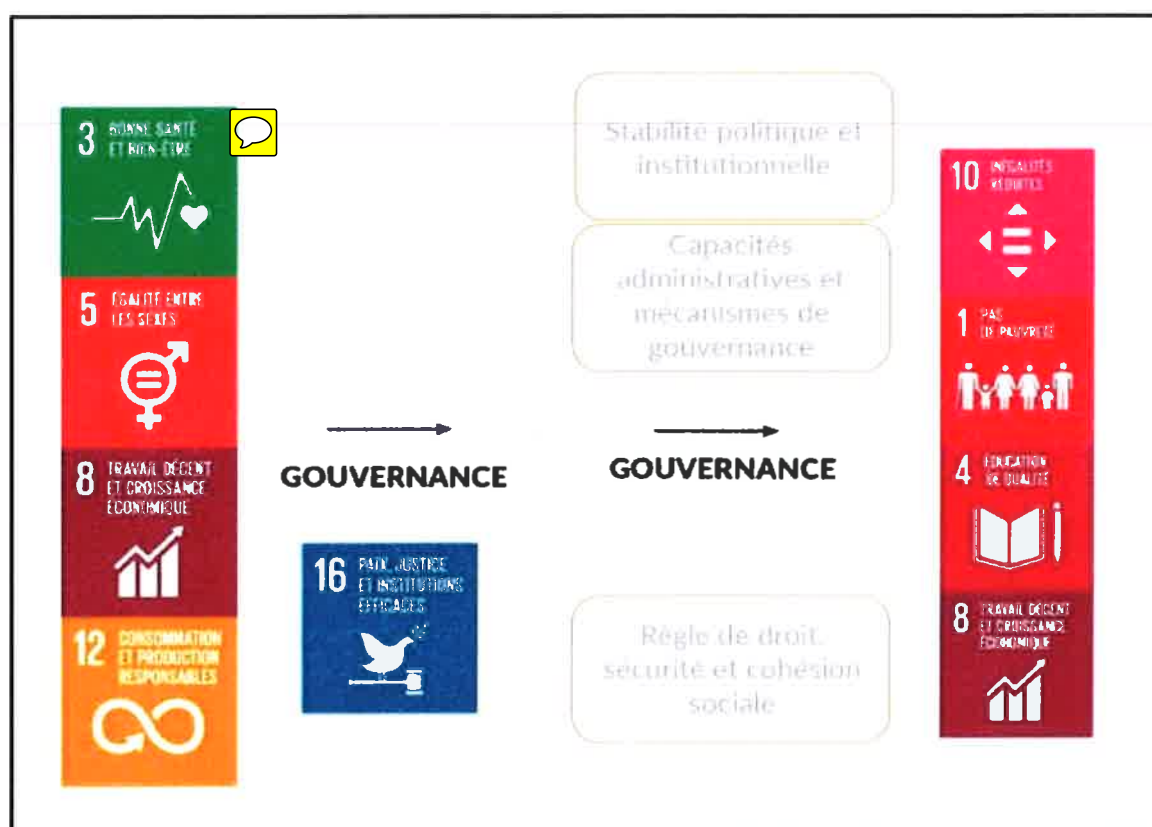 3 BONNE SANTÉ
ET BIEN-ÊTRE
5 ÉGALITÉ ENTRE
LES SEXES
8 TRAVAIL DÉCENT
ET CROISSANCE
ÉCONOMIQUE
12 CONSOMMATION
ET PRODUCTION
RESPONSABLES
GOUVERNANCE
16 PAIX, JUSTICE
ET INSTITUTIONS
EFFICACES
Stabilité politique et
institutionnelle
Capacités
administratives et
mécanismes de
gouvernance
GOUVERNANCE
Règle de droit,
sécurité et cohésion
sociale
10 INÉGALITÉS
RÉDUITES
1 PAS
DE PAUVRETÉ
4 ÉDUCATION
DE QUALITÉ
8 TRAVAIL DÉCENT
ET CROISSANCE
ÉCONOMIQUE